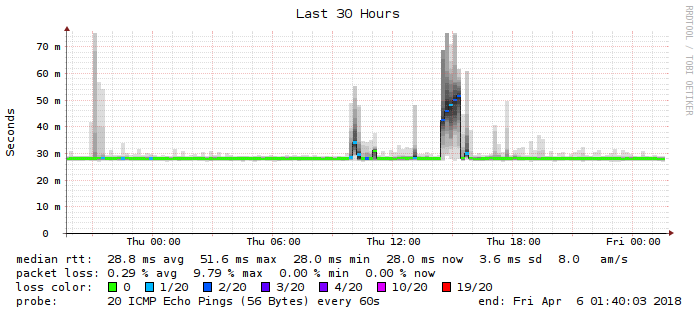 Last 30 Hours
RRDTOOL / TOBI OETIKER
Seconds
70 m
60 m
50 m
40 m
30 m
20 m
10 m
0
Thu 00:00 Thu 06:00 Thu 12:00 Thu 18:00 Fri 00:00
median rtt: 28.8 ms avg 51.6 ms max 28.0 ms min 28.0 ms now 3.6 ms sd 8.0 am/s
packet loss: 0.29 % avg 9.79 % max 0.00 % min 0.00 % now
loss color: 0 1/20 2/20 3/20 4/20 10/20 19/20
probe: 20 ICMP Echo Pings (56 Bytes) every 60s end: Fri Apr 6 01:40:03 2018